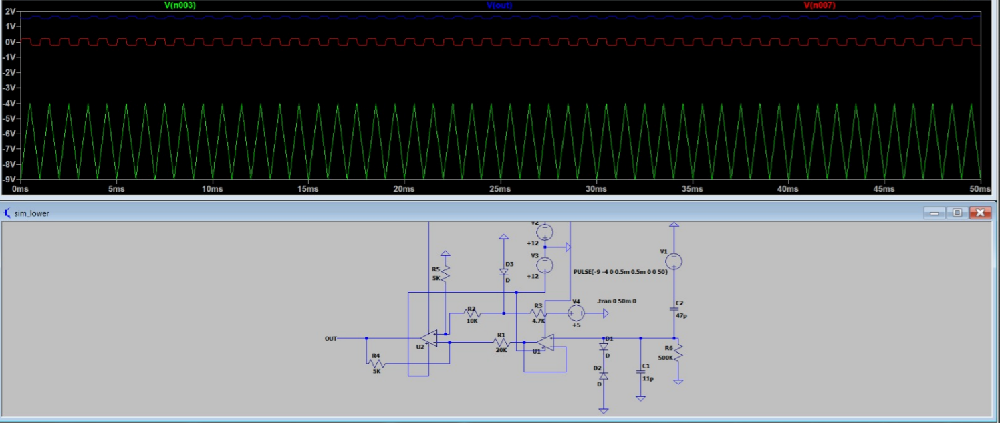 V(n003) V(out) V(n007)
2V
1V
0V
-1V
-2V
-3V
-4V
-5V
-6V
-7V
-8V
-9V
0ms 5ms 10ms 15ms 20ms 25ms 30ms 35ms 40ms 45ms 50ms
sim_lower
V2
+12
V3
+12
V1
PULSE(-9 -4 0 0.5m 0.5m 0 0 50)
R5
5K
D3
D
.tran 0 50m 0
R2
10K
R3
4.7K
V4
+5
C2
47p
OUT
U2
R1
20K
U1
D1
D
R6
500K
R4
5K
D2
D
C1
11p